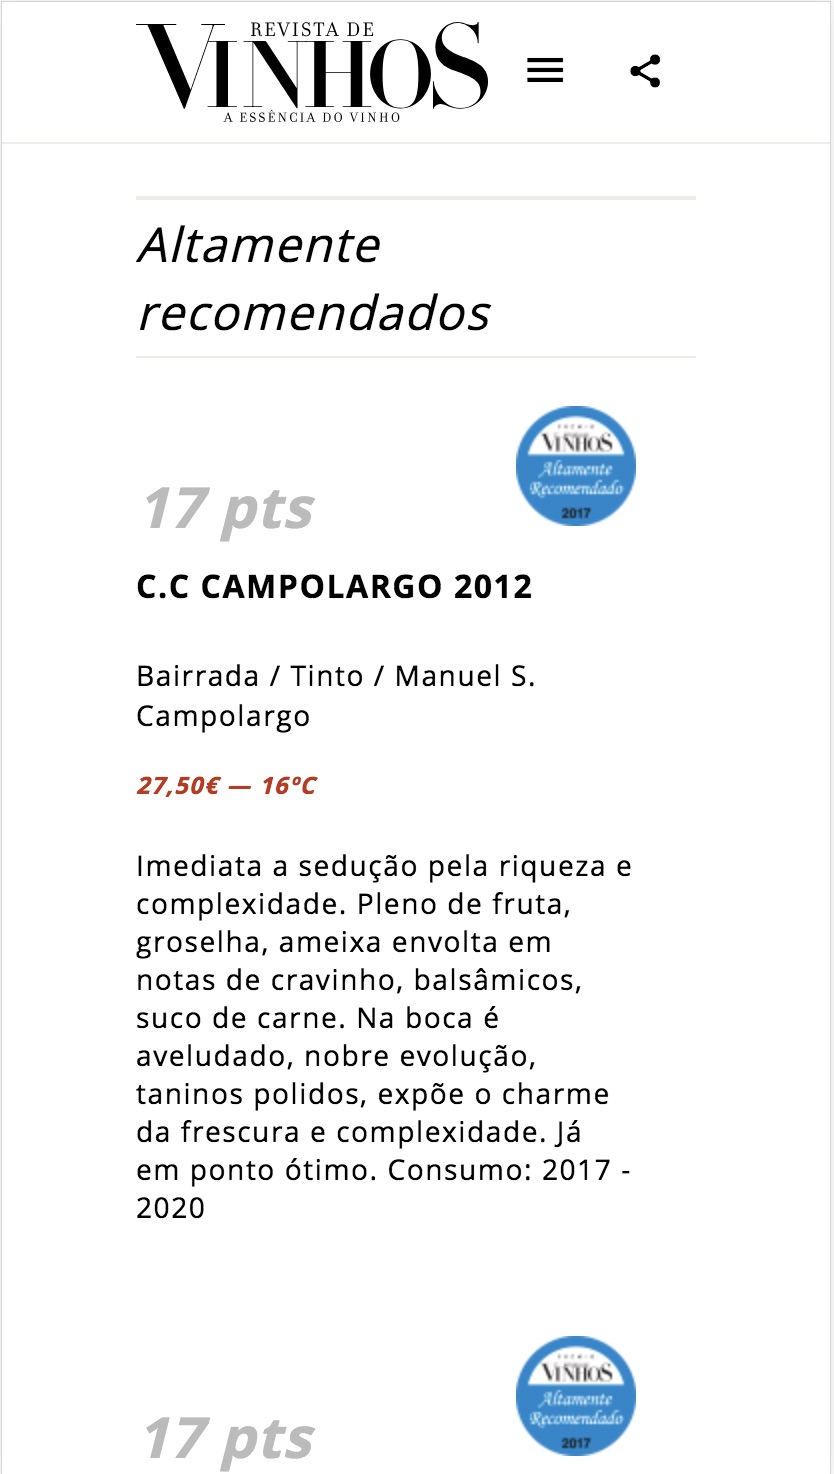 REVISTA DE
VINHOS
A ESSÊNCIA DO VINHO
Altamente
recomendados
17 pts
VINHOS
Altamente
Recomendado
2017
C.C CAMPOLARGO 2012
Bairrada / Tinto / Manuel S.
Campolargo
27,50€ — 16ºC
Imediata a sedução pela riqueza e
complexidade. Pleno de fruta,
groselha, ameixa envolta em
notas de cravinho, balsâmicos,
suco de carne. Na boca é
aveludado, nobre evolução,
taninos polidos, expõe o charme
da frescura e complexidade. Já
em ponto ótimo. Consumo: 2017 -
2020
17 pts
VINHOS
Altamente
Recomendado
2017